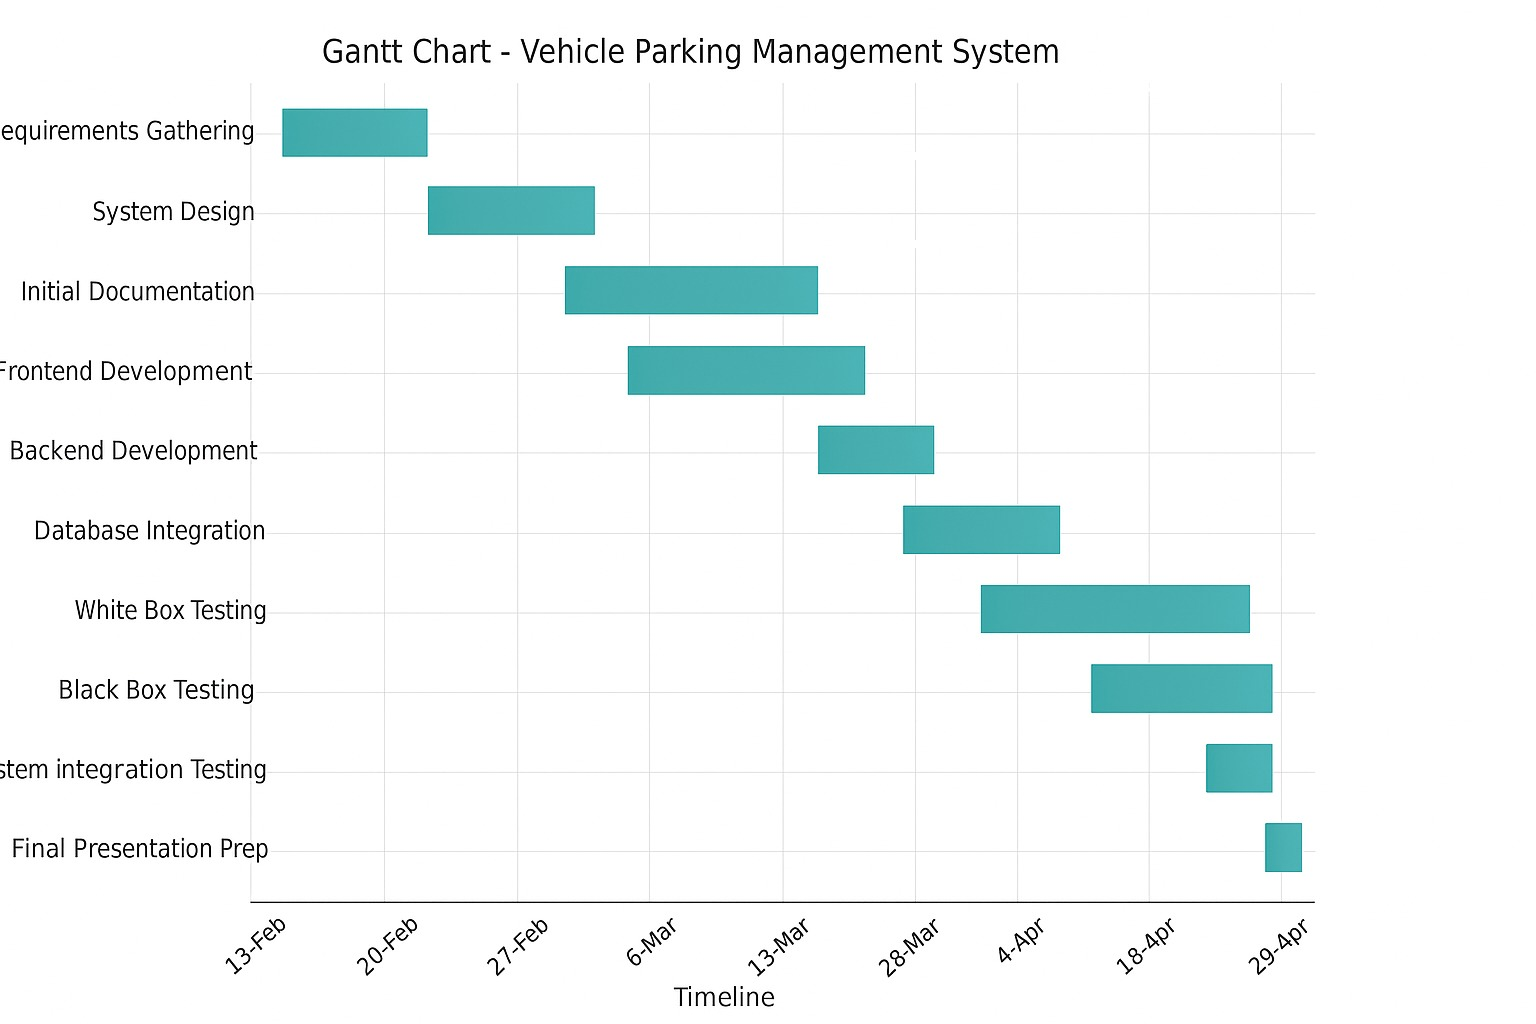 Gantt Chart - Vehicle Parking Management System
equirements Gathering
System Design
Initial Documentation
Frontend Development
Backend Development
Database Integration
White Box Testing
Black Box Testing
stem integration Testing
Final Presentation Prep
13-Feb 20-Feb 27-Feb 6-Mar 13-Mar 28-Mar 4-Apr 18-4pr 29-4pr
Timeline